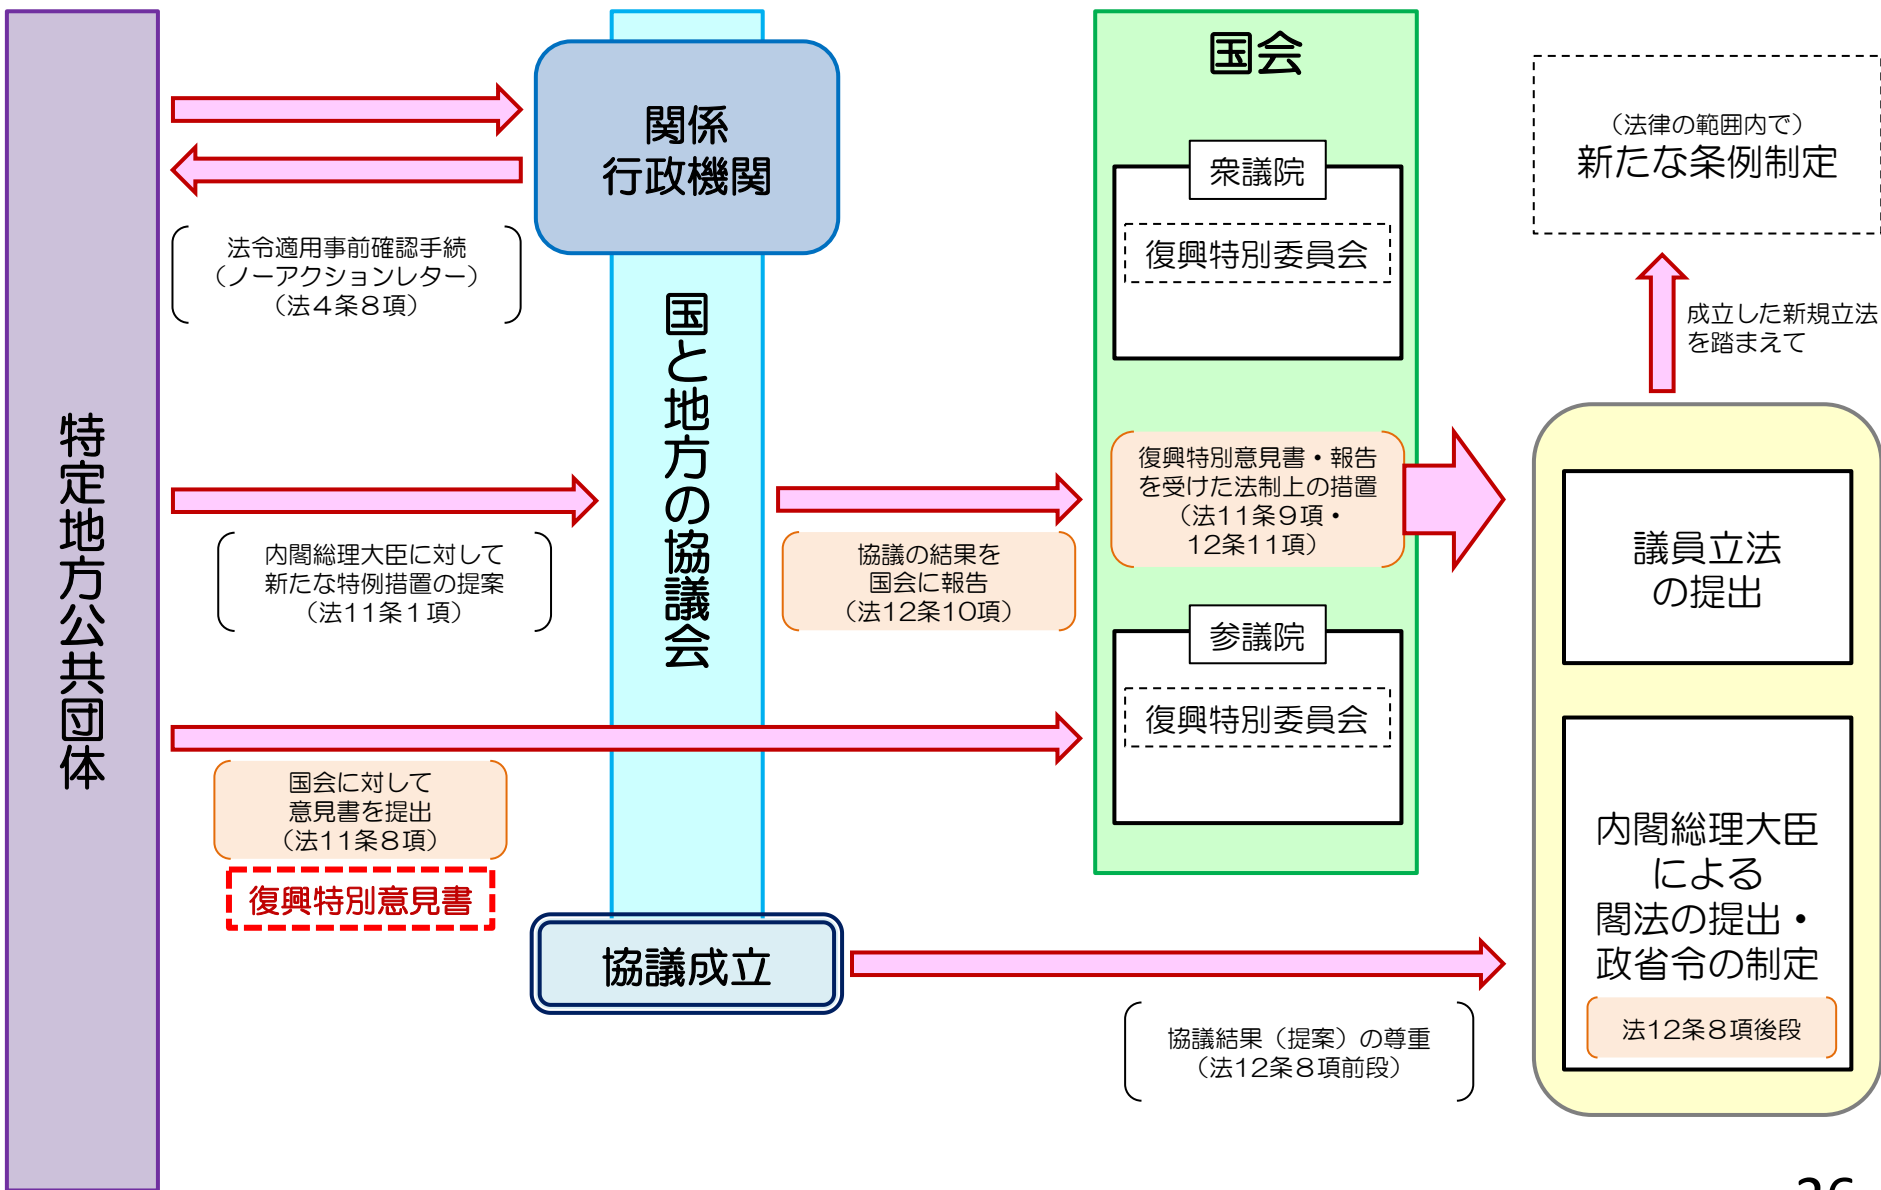 特定地方公共団体
関係
行政機関
法令適用事前確認手続
(ノーアクションレター)
(法4条8項)
国と地方の協議会
内閣総理大臣に対して
新たな特例措置の提案
(法11条1項)
協議の結果を
国会に報告
(法12条10項)
国会に対して
意見書を提出
(法11条8項)
復興特別意見書
協議成立
国会
衆議院
復興特別委員会
復興特別意見書・報告
を受けた法制上の措置
(法11条9項・
12条11項)
参議院
復興特別委員会
協議結果(提案)の尊重
(法12条8項前段)
(法律の範囲内で)
新たな条例制定
成立した新規立法
を踏まえて
議員立法
の提出
内閣総理大臣
による
閣法の提出・
政省令の制定
法12条8項後段